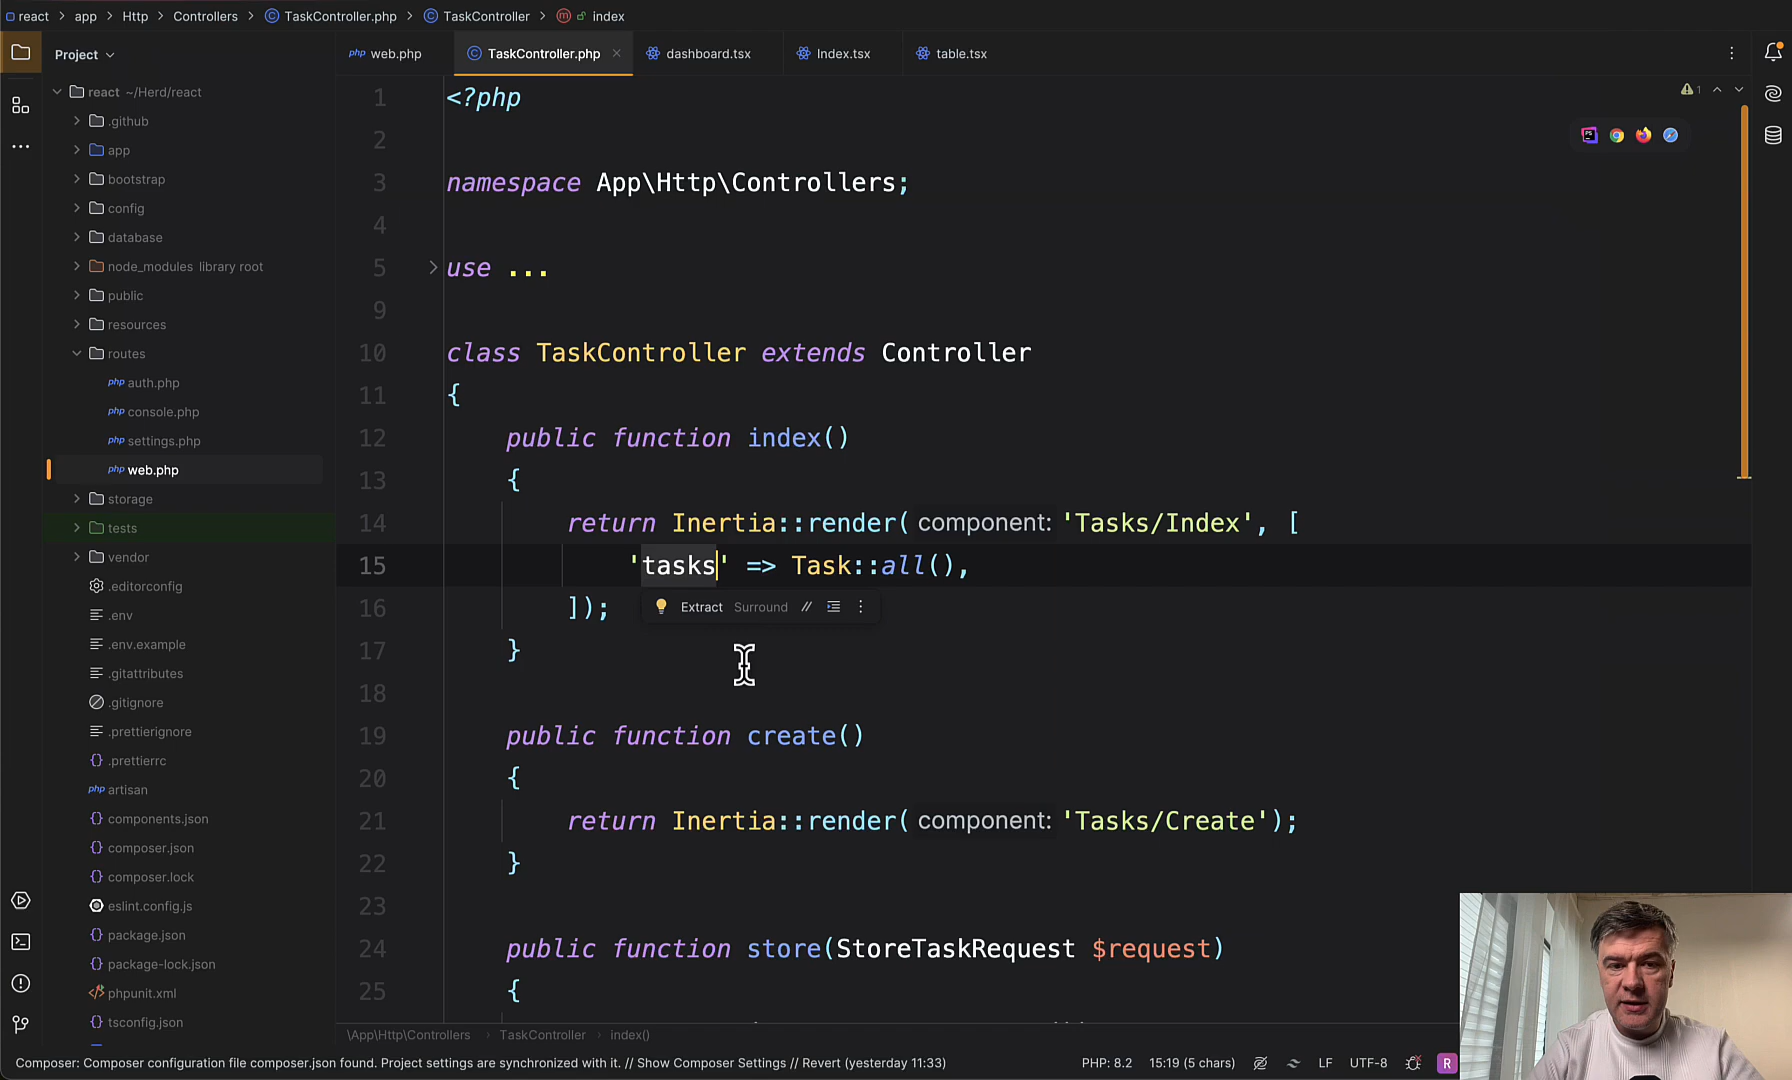 react > app > Http > Controllers > TaskController.php > TaskController > index
Project
web.php
TaskController.php
dashboard.tsx
Index.tsx
table.tsx
react ~/Herd/react
.github
app
bootstrap
config
database
node_modules library root
public
resources
routes
php auth.php
php console.php
php settings.php
php web.php
storage
tests
vendor
.editorconfig
.env
.env.example
.gitattributes
.gitignore
.prettierignore
.prettierrc
php artisan
components.json
composer.json
composer.lock
eslint.config.js
package.json
package-lock.json
phpunit.xml
tsconfig.json
1
1 <?php
2
3 namespace App\Http\Controllers;
4
5 use ...
9
10 class TaskController extends Controller
11 {
12 public function index()
13 {
14 return Inertia::render( component: 'Tasks/Index', [
15 'tasks' => Task::all(),
16 ]);
Extract Surround //
17 }
18
19 public function create()
20 {
21 return Inertia::render( component: 'Tasks/Create');
22 }
23
24 public function store(StoreTaskRequest $request)
25 {
\App\Http\Controllers > TaskController > index()
Composer: Composer configuration file composer.json found. Project settings are synchronized with it. // Show Composer Settings // Revert (yesterday 11:33)
PHP: 8.2 15:19 (5 chars) LF UTF-8 R